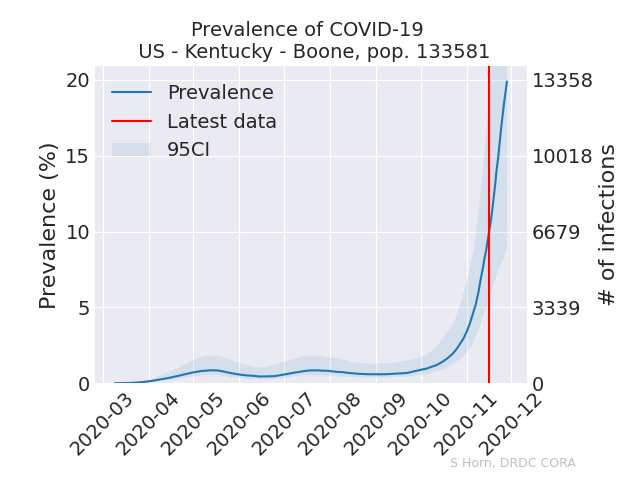 Prevalence of COVID-19
US - Kentucky - Boone, pop. 133581
Prevalence
Latest data
95CI
Prevalence (%)
20
15
10
5
0
13358
10018
6679
3339
0
# of infections
2020-03
2020-04
2020-05
2020-06
2020-07
2020-08
2020-09
2020-10
2020-11
2020-12
S Horn, DRDC CORA